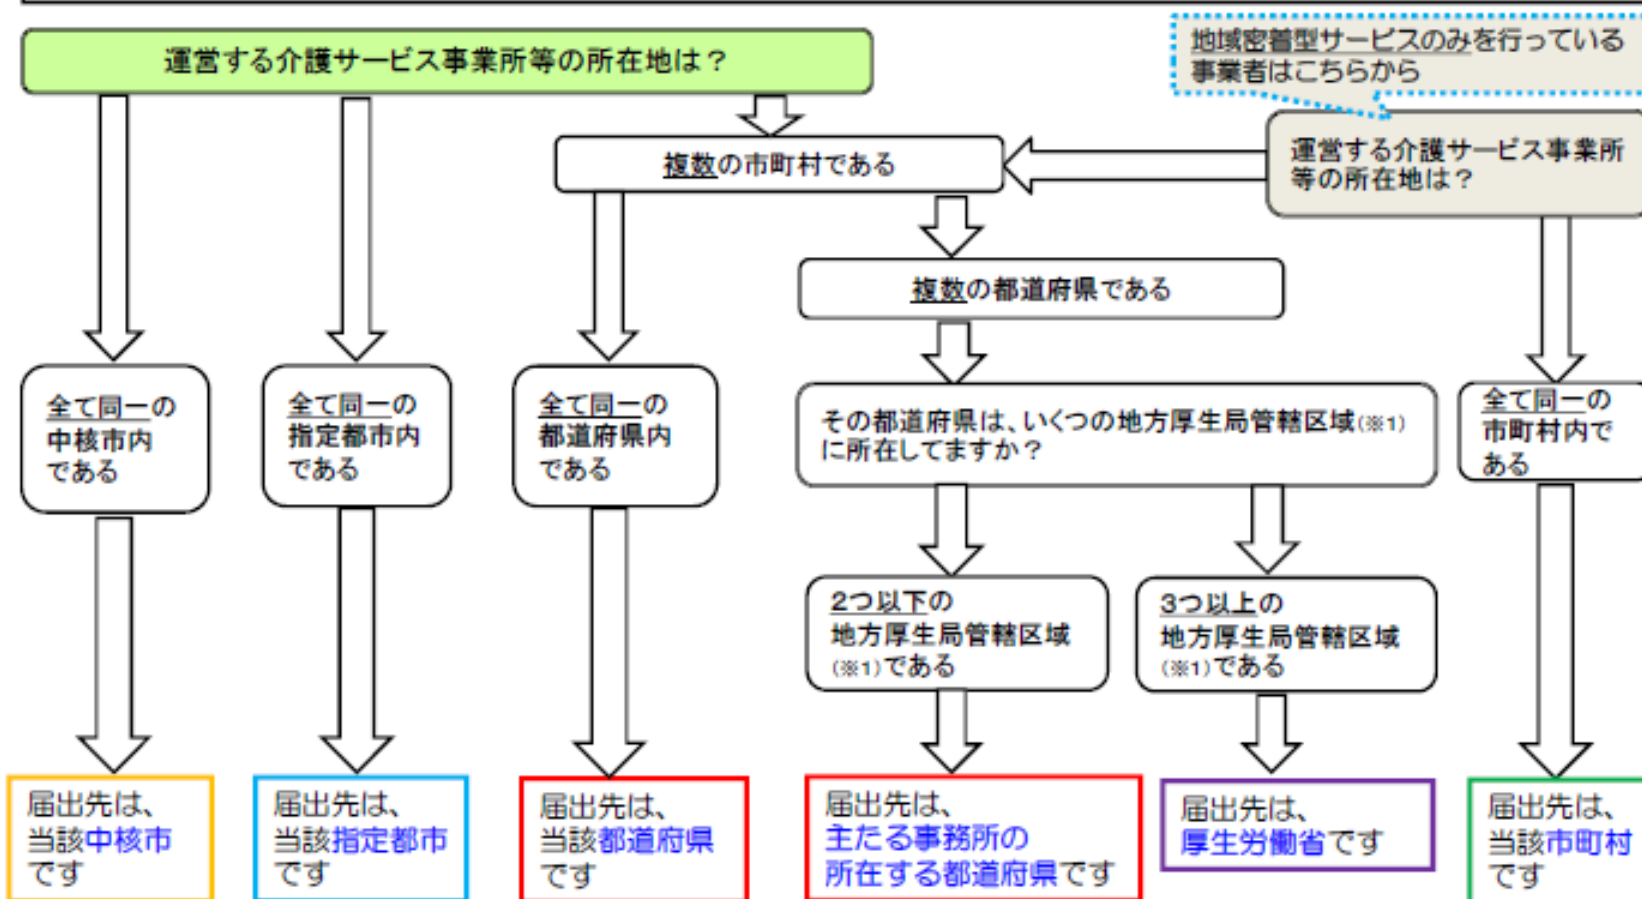 運営する介護サービス事業所等の所在地は？
地域密着型サービスのみを行っている
事業者はこちらから
複数の市町村である
運営する介護サービス事業所
等の所在地は？
複数の都道府県である
全て同一の
中核市内
である
全て同一の
指定都市内
である
全て同一の
都道府県内
である
その都道府県は、いくつの地方厚生局管轄区域(※1)
に所在してますか？
全て同一の
市町村内で
ある
2つ以下の
地方厚生局管轄区域
(※1)である
3つ以上の
地方厚生局管轄区域
(※1)である
届出先は、
当該中核市
です
届出先は、
当該指定都市
です
届出先は、
当該都道府県
です
届出先は、
主たる事務所の
所在する都道府県です
届出先は、
厚生労働省です
届出先は、
当該市町村
です